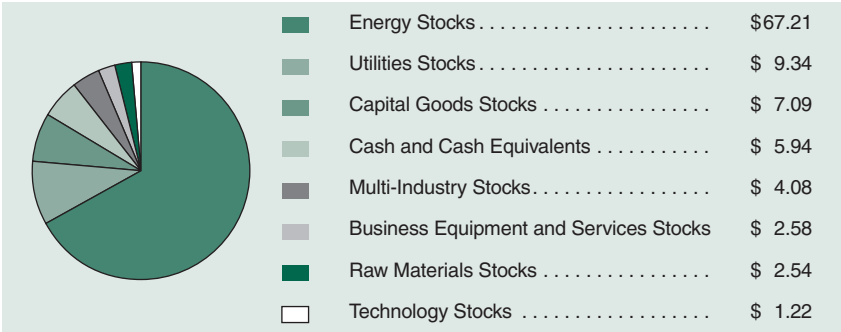 Energy Stocks . . . . . . . . . . . . . . . . . . . . . . . $67.21
Utilities Stocks . . . . . . . . . . . . . . . . . . . . . . . $ 9.34
Capital Goods Stocks . . . . . . . . . . . . . . . . . $ 7.09
Cash and Cash Equivalents . . . . . . . . . . . $ 5.94
Multi-Industry Stocks . . . . . . . . . . . . . . . . . . $ 4.08
Business Equipment and Services Stocks $ 2.58
Raw Materials Stocks . . . . . . . . . . . . . . . . . $ 2.54
Technology Stocks . . . . . . . . . . . . . . . . . . . $ 1.22